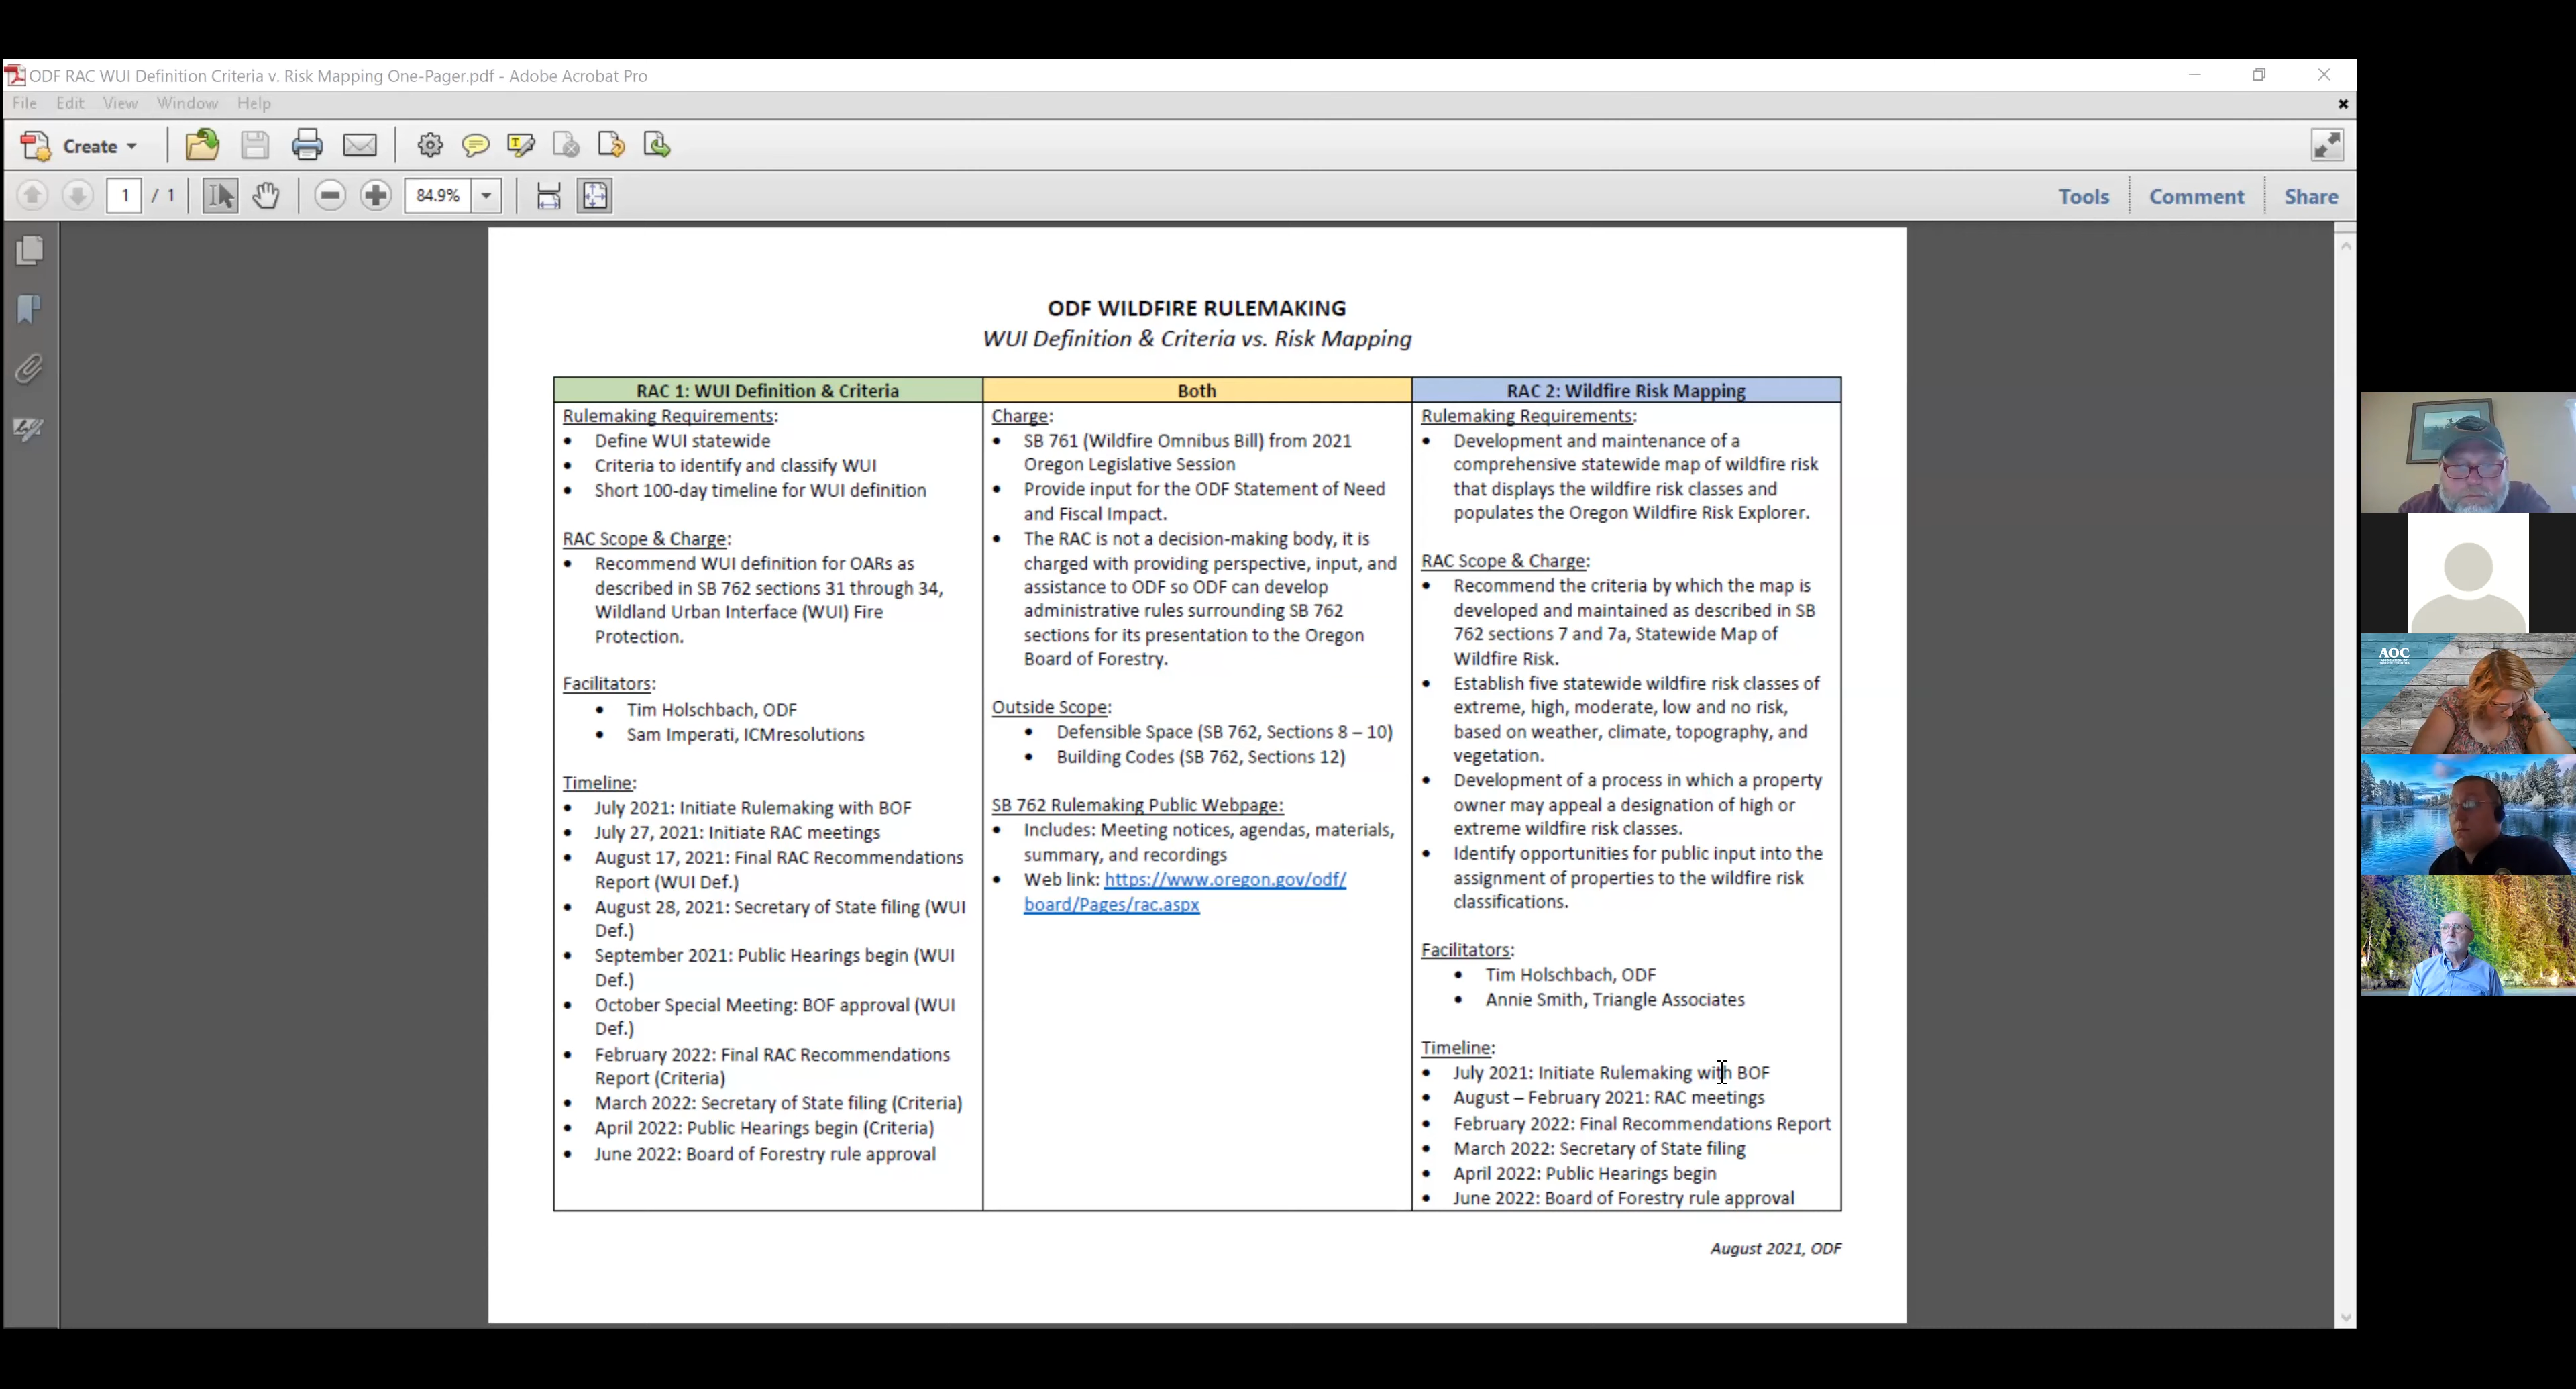 ODF RAC WUI Definition Criteria v. Risk Mapping One-Pager.pdf - Adobe Acrobat Pro
File Edit View Window Help
Create
1 / 1
84.9%
Tools Comment Share
ODF WILDFIRE RULEMAKING
WUI Definition & Criteria vs. Risk Mapping
RAC 1: WUI Definition & Criteria
Rulemaking Requirements:
• Define WUI statewide
• Criteria to identify and classify WUI
• Short 100-day timeline for WUI definition
RAC Scope & Charge:
• Recommend WUI definition for OARs as
described in SB 762 sections 31 through 34,
Wildland Urban Interface (WUI) Fire
Protection.
Facilitators:
• Tim Holschbach, ODF
• Sam Imperati, ICMresolutions
Timeline:
• July 2021: Initiate Rulemaking with BOF
• July 27, 2021: Initiate RAC meetings
• August 17, 2021: Final RAC Recommendations
Report (WUI Def.)
• August 28, 2021: Secretary of State filing (WUI
Def.)
• September 2021: Public Hearings begin (WUI
Def.)
• October Special Meeting: BOF approval (WUI
Def.)
• February 2022: Final RAC Recommendations
Report (Criteria)
• March 2022: Secretary of State filing (Criteria)
• April 2022: Public Hearings begin (Criteria)
• June 2022: Board of Forestry rule approval
Both
Charge:
• SB 761 (Wildfire Omnibus Bill) from 2021
Oregon Legislative Session
• Provide input for the ODF Statement of Need
and Fiscal Impact.
• The RAC is not a decision-making body, it is
charged with providing perspective, input, and
assistance to ODF so ODF can develop
administrative rules surrounding SB 762
sections for its presentation to the Oregon
Board of Forestry.
Outside Scope:
• Defensible Space (SB 762, Sections 8 – 10)
• Building Codes (SB 762, Sections 12)
SB 762 Rulemaking Public Webpage:
• Includes: Meeting notices, agendas, materials,
summary, and recordings
• Web link: https://www.oregon.gov/odf/
board/Pages/rac.aspx
RAC 2: Wildfire Risk Mapping
Rulemaking Requirements:
• Development and maintenance of a
comprehensive statewide map of wildfire risk
that displays the wildfire risk classes and
populates the Oregon Wildfire Risk Explorer.
RAC Scope & Charge:
• Recommend the criteria by which the map is
developed and maintained as described in SB
762 sections 7 and 7a, Statewide Map of
Wildfire Risk.
• Establish five statewide wildfire risk classes of
extreme, high, moderate, low and no risk,
based on weather, climate, topography, and
vegetation.
• Development of a process in which a property
owner may appeal a designation of high or
extreme wildfire risk classes.
• Identify opportunities for public input into the
assignment of properties to the wildfire risk
classifications.
Facilitators:
• Tim Holschbach, ODF
• Annie Smith, Triangle Associates
Timeline:
• July 2021: Initiate Rulemaking with BOF
• August – February 2021: RAC meetings
• February 2022: Final Recommendations Report
• March 2022: Secretary of State filing
• April 2022: Public Hearings begin
• June 2022: Board of Forestry rule approval
August 2021, ODF
AOC